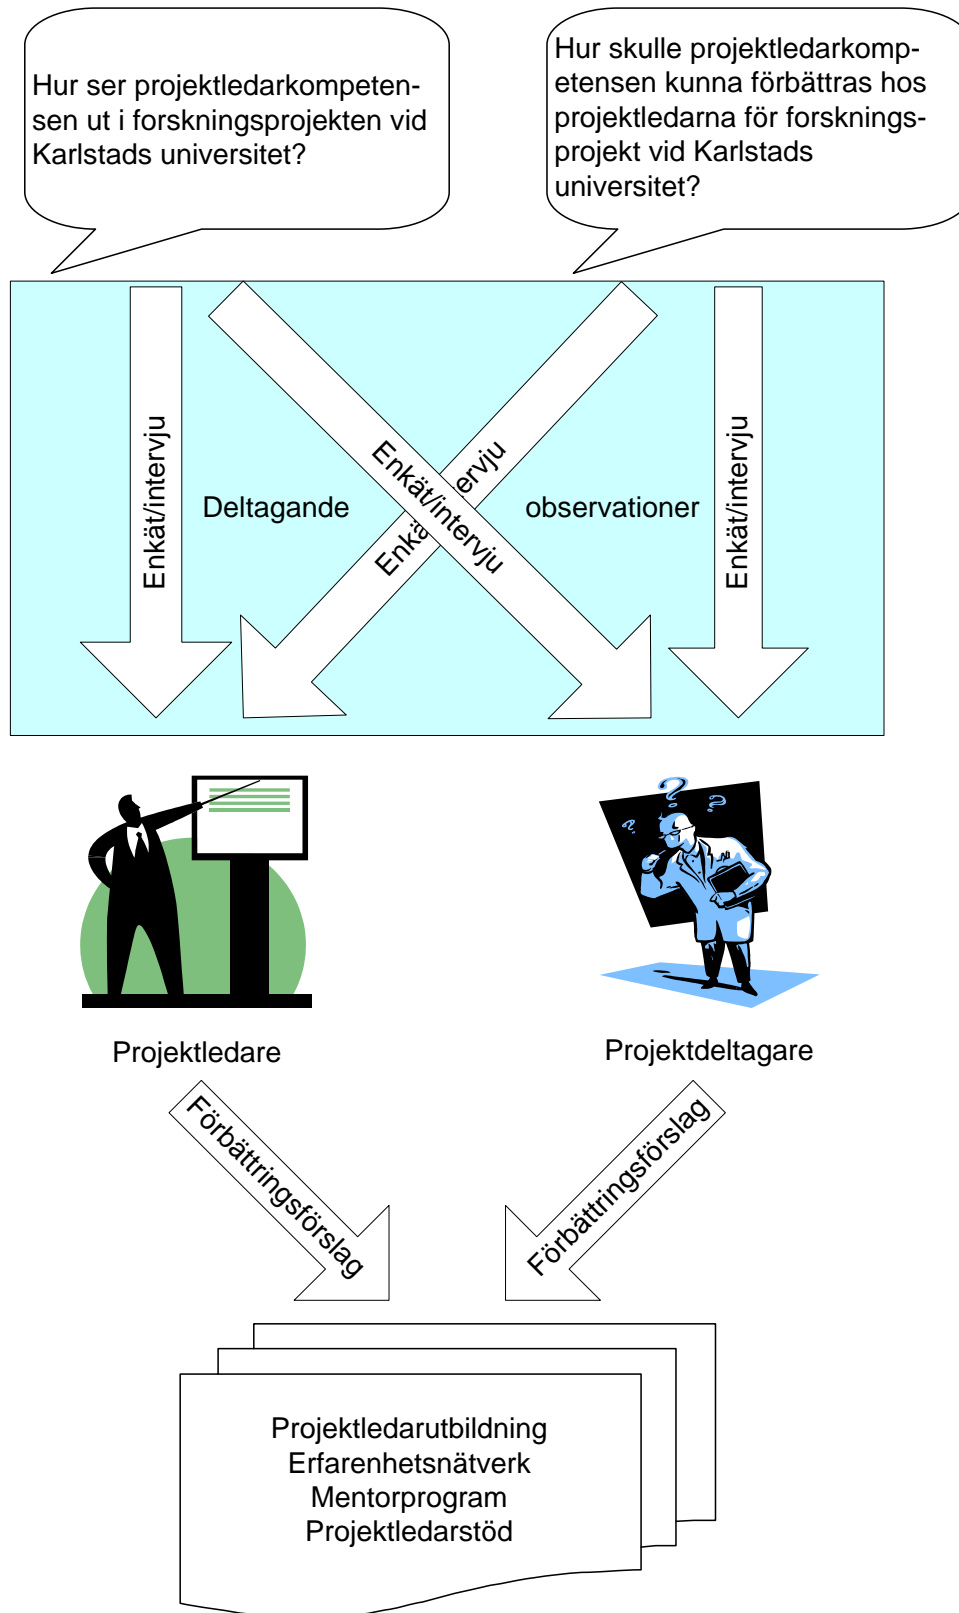 Hur ser projektledarkompeten-
sen ut i forskningsprojekten vid
Karlstads universitet?
Hur skulle projektledarkomp-
etensen kunna förbättras hos
projektledarna för forsknings-
projekt vid Karlstads
universitet?
Enkät/intervju
Deltagande
Enkät/intervju
observationer
Enkät/intervju
Projektledare
Projektdeltagare
Förbättringsförslag
Förbättringsförslag
Projektledarutbildning
Erfarenhetsnätverk
Mentorprogram
Projektledarstöd